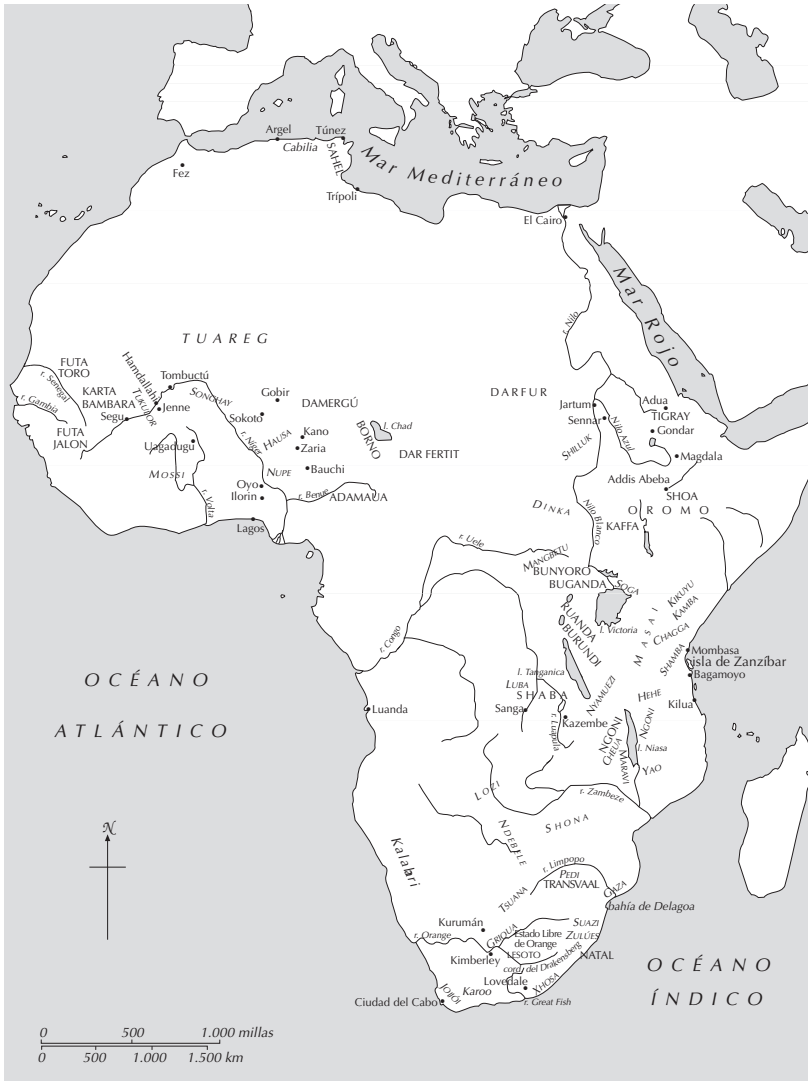 Argel
Túnez
Cabilia
SAHEL
Mar Mediterráneo
Fez
Trípoli
El Cairo
Mar Rojo
r. Nilo
TUAREG
FUTA
TORO
r. Senegal
r. Gambia
KARTA
BAMBARA
Segu
FUTA
JALON
Hamdallahi
TUKULOR
Tombuctú
Jenne
SONGHAY
Gobir
DAMERGÚ
Sokoto
r. Níger
HAUSA
Kano
Zaria
BORNO
l. Chad
DAR FERTIT
DARFUR
Jartum
Sennar
Nilo Azul
Adua
TIGRAY
Gondar
Magdala
SHILLUK
Uagadugu
MOSSI
r. Volta
NUPE
Bauchi
Oyo
Ilorin
r. Benue
ADAMAUA
Lagos
Addis Abeba
SHOA
OROMO
DINKA
Nilo Blanco
KAFFA
r. Uele
MANGBETU
BUNYORO
BUGANDA
SOGA
RUANDA
BURUNDI
l. Victoria
MASAI
KIKUYU
KAMBA
CHAGGA
SHAMBA
Mombasa
isla de Zanzíbar
Bagamoyo
r. Congo
l. Tanganica
LUBA
SHABA
Sanga
NYAMUEZI
HEHE
Kilua
OCÉANO
ATLÁNTICO
Luanda
r. Luapula
Kazembe
NGONI
CHEUA
MARAVI
NGONI
l. Niasa
YAO
LOZI
r. Zambeze
N
NDEBELE
SHONA
Kalahari
r. Limpopo
PEDI
TRANSVAAL
GAZA
bahía de Delagoa
TSUANA
Kurumán
SUAZI
r. Orange
GRIQUA
Estado Libre
de Orange
ZULÚES
Kimberley
LESOTO
NATAL
cord. del Drakensberg
OCÉANO
ÍNDICO
Lovedale
XHOSA
JOIJÓI
Karoo
Ciudad del Cabo
r. Great Fish
0 500 1.000 millas
0 500 1.000 1.500 km